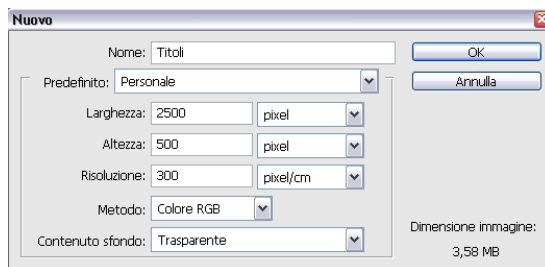 Nuovo
Nome: Titoli
OK
Predefinito: Personale
Annulla
Larghezza: 2500 pixel
Altezza: 500 pixel
Risoluzione: 300 pixel/cm
Metodo: Colore RGB
Contenuto sfondo: Trasparente
Dimensione immagine:
3,58 MB